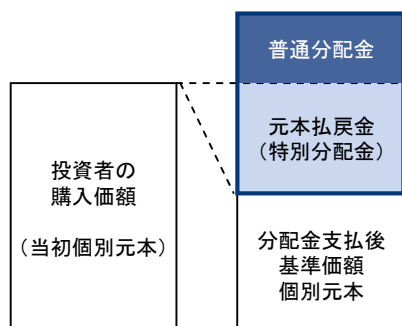 普通分配金
元本払戻金
（特別分配金）
投資者の
購入価額
（当初個別元本）
分配金支払後
基準価額
個別元本